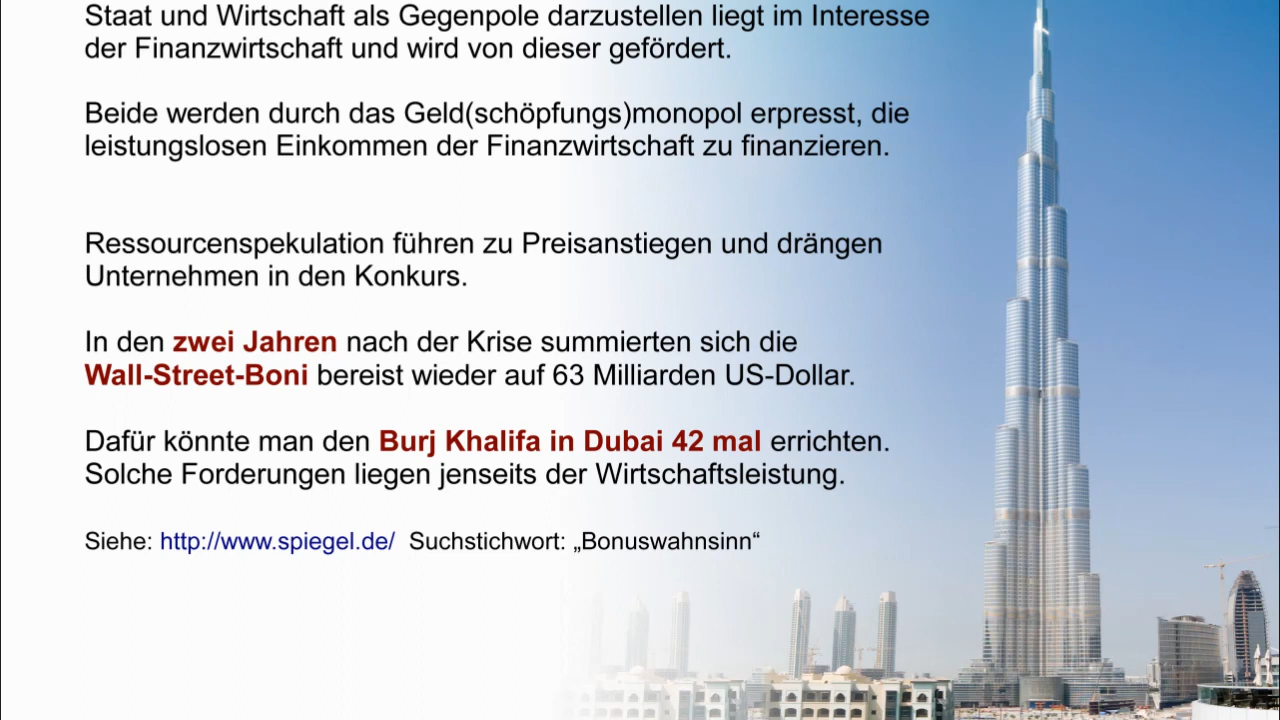 Staat und Wirtschaft als Gegenpole darzustellen liegt im Interesse
der Finanzwirtschaft und wird von dieser gefördert.
Beide werden durch das Geld(schöpfungs)monopol erpresst, die
leistungslosen Einkommen der Finanzwirtschaft zu finanzieren.
Ressourcenspekulation führen zu Preisanstiegen und drängen
Unternehmen in den Konkurs.
In den zwei Jahren nach der Krise summierten sich die
Wall-Street-Boni bereist wieder auf 63 Milliarden US-Dollar.
Dafür könnte man den Burj Khalifa in Dubai 42 mal errichten.
Solche Forderungen liegen jenseits der Wirtschaftsleistung.
Siehe: http://www.spiegel.de/ Suchstichwort: „Bonuswahnsinn“